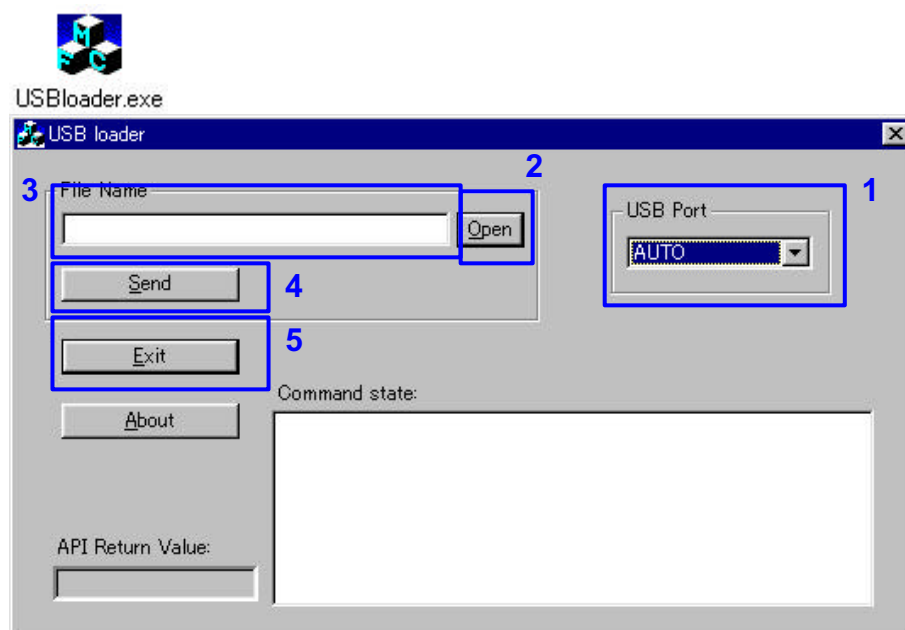 M
F C
USBloader.exe
USB loader
2
3 File Name
USB Port 1
Open
AUTO
Send 4
Exit 5
Command state:
About
API Return Value: